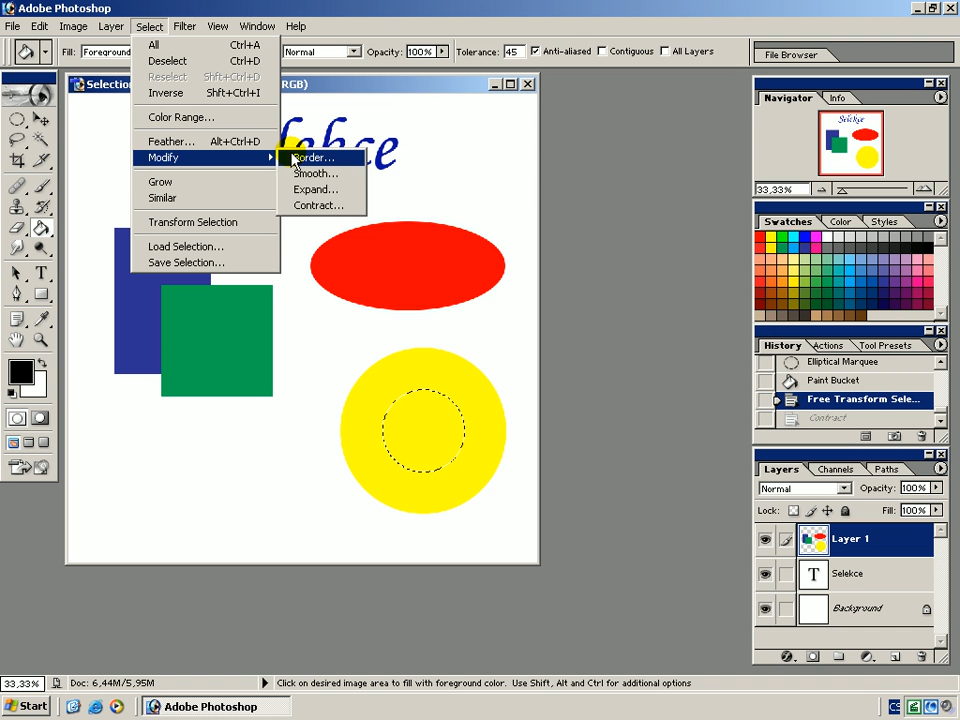 Adobe Photoshop
File Edit Image Layer Select Filter View Window Help
Fill: Foreground Normal Opacity: 100% Tolerance: 45 Anti-aliased Contiguous All Layers
File Browser
Selection RGB)
All Ctrl+A
Deselect Ctrl+D
Reselect Shft+Ctrl+D
Inverse Shft+Ctrl+I
Color Range...
Feather... Alt+Ctrl+D
Modify
Grow
Similar
Transform Selection
Load Selection...
Save Selection...
Border...
Smooth...
Expand...
Contract...
Navigator Info
Selekce
33,33%
Swatches Color Styles
History Actions Tool Presets
Elliptical Marquee
Paint Bucket
Free Transform Sele...
Contract
Layers Channels Paths
Normal Opacity: 100%
Lock: Fill: 100%
Layer 1
T Selekce
Background
33,33% Doc: 6,44M/5,95M Click on desired image area to fill with foreground color. Use Shift, Alt and Ctrl for additional options
Start Adobe Photoshop CS